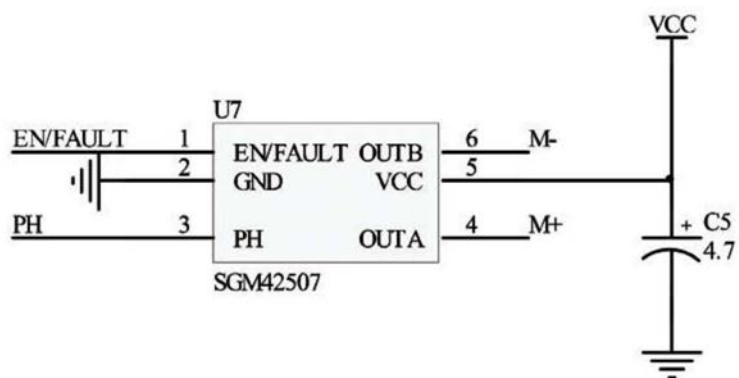 VCC
U7
EN/FAULT 1 EN/FAULT OUTB 6 M-
2 GND VCC 5
PH 3 PH OUTA 4 M+
+ C5
4.7
SGM42507